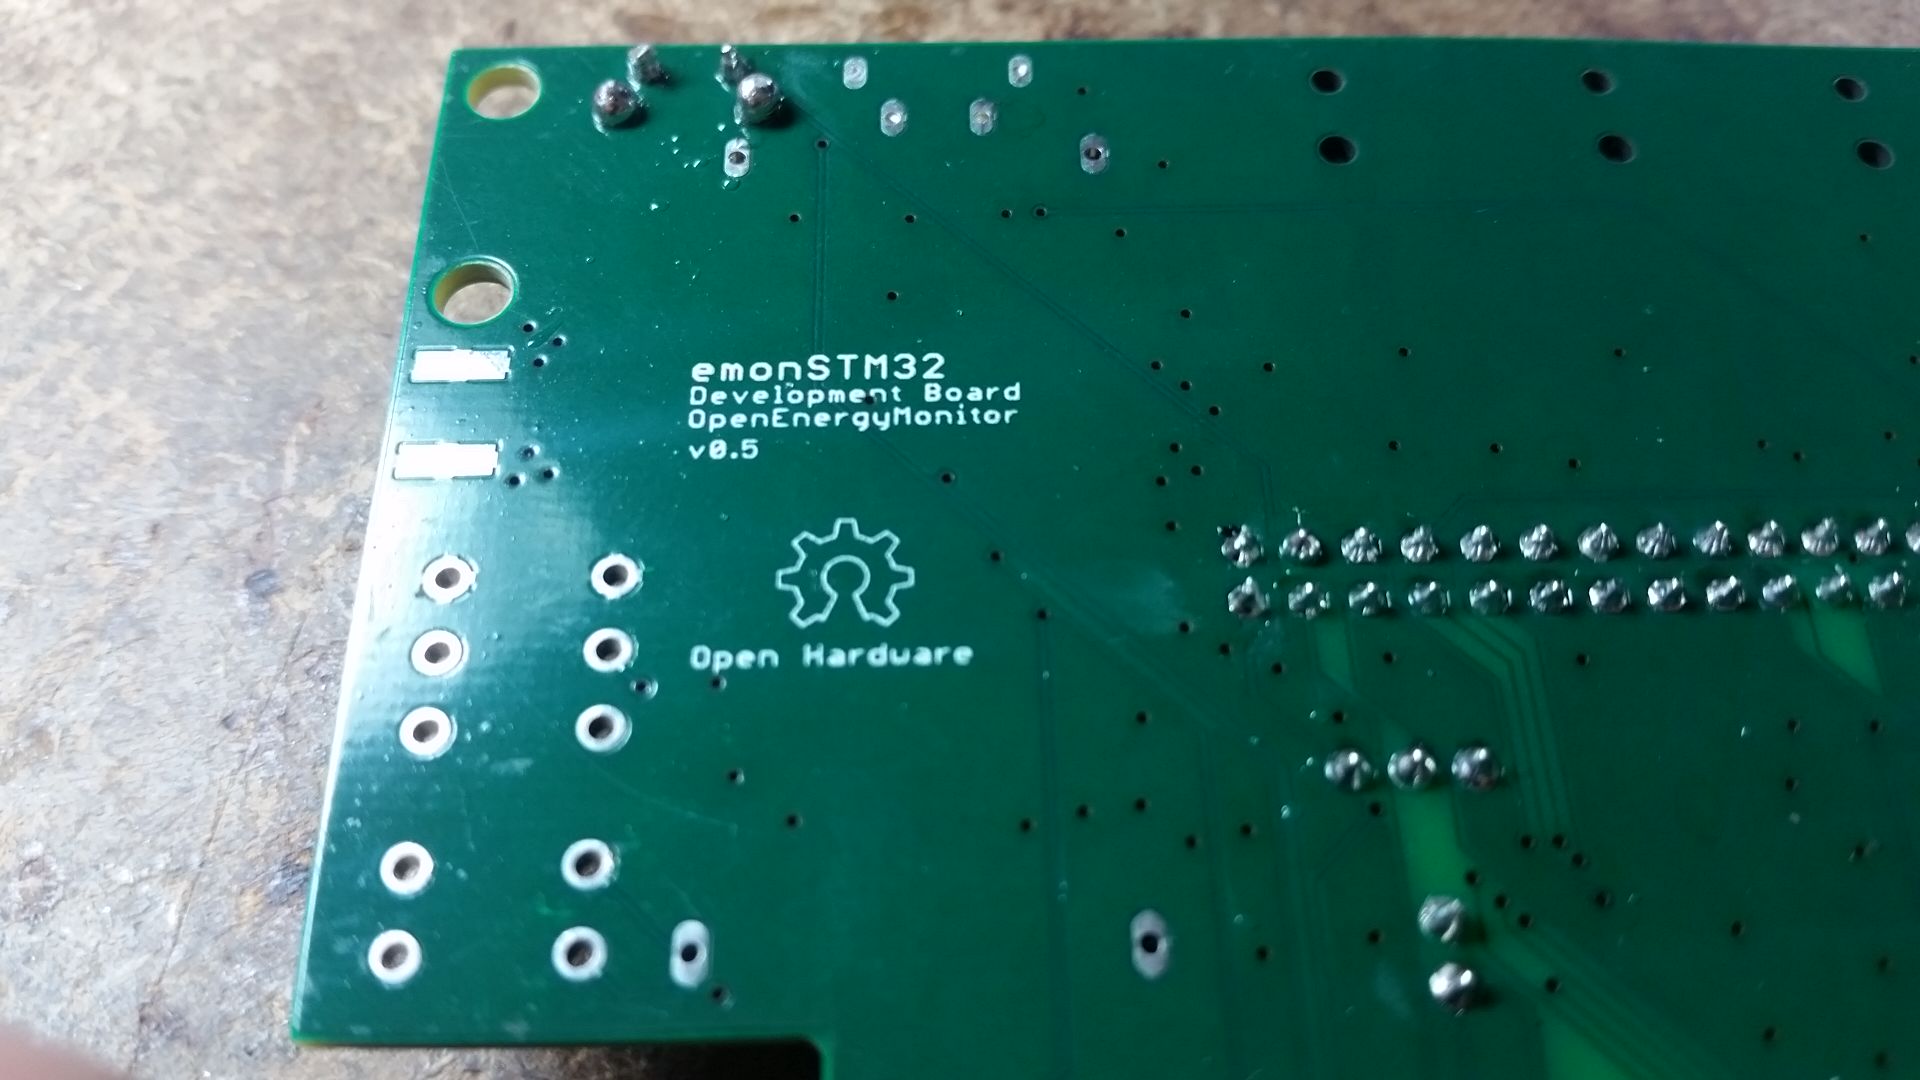 emonSTM32
Development Board
OpenEnergyMonitor
v0.5
Open Hardware